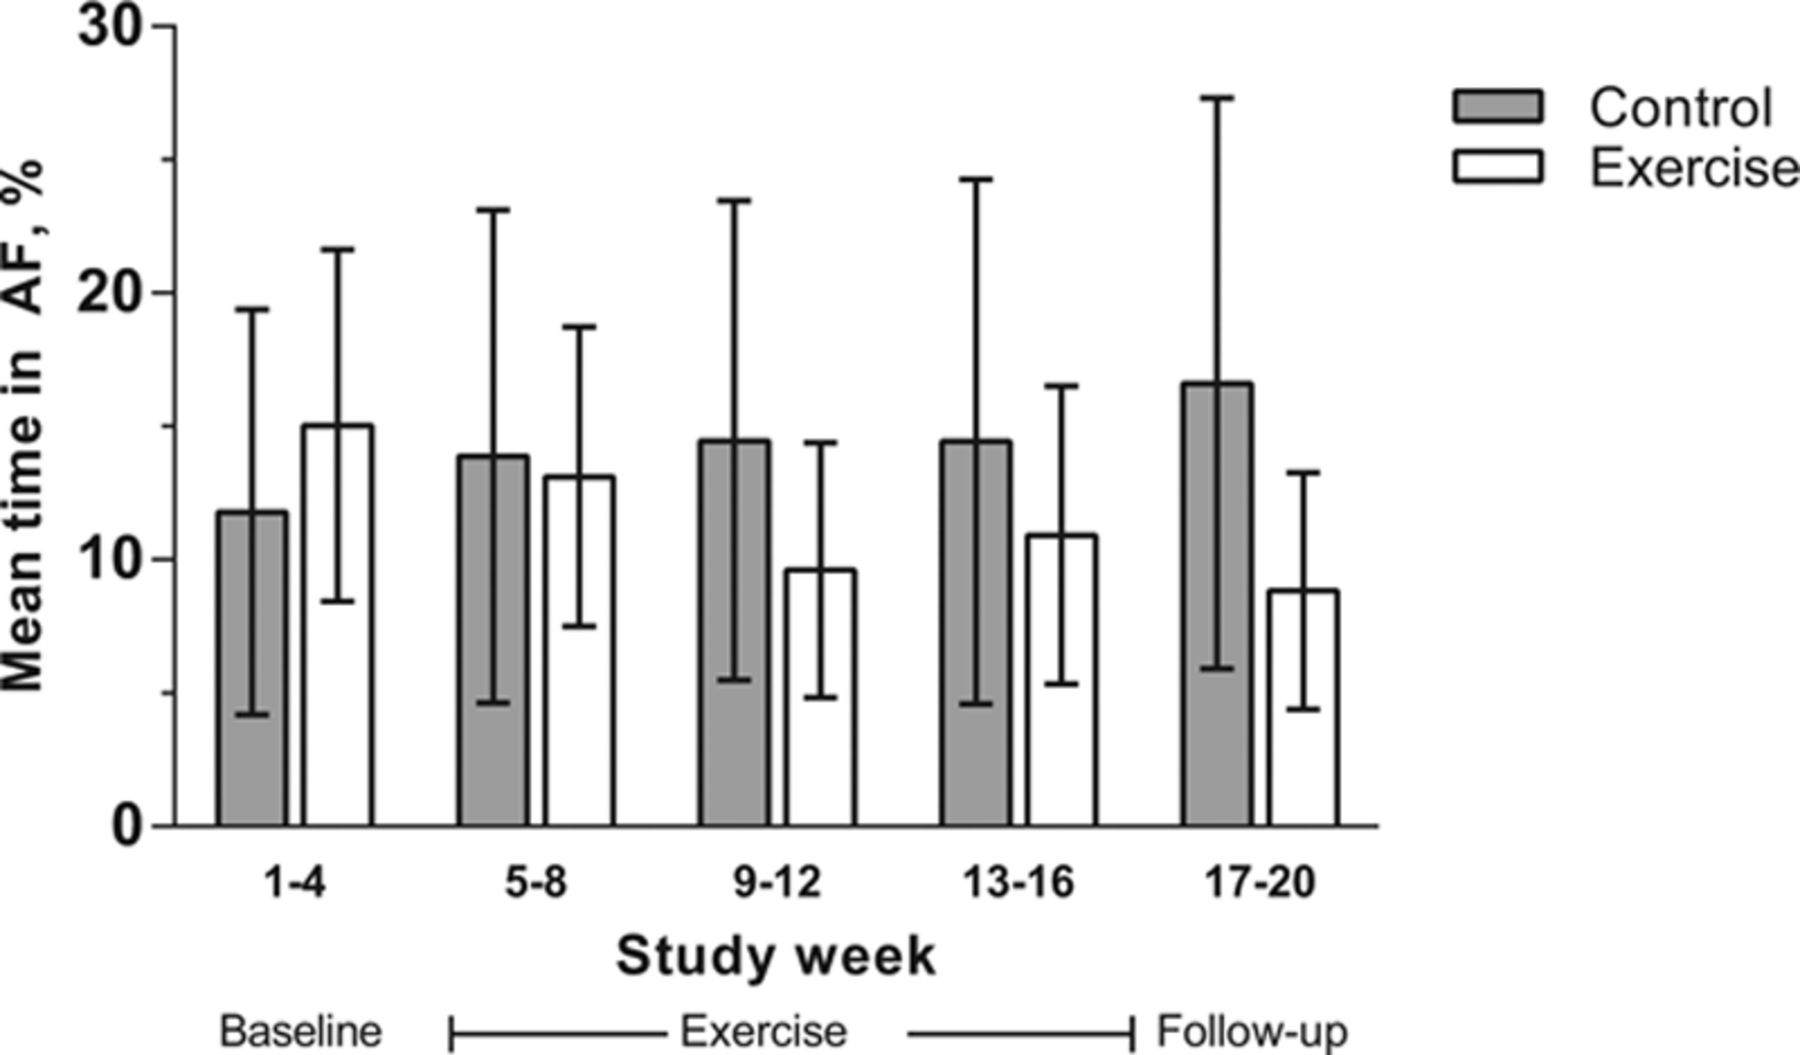 Mean time in AF, %
30
20
10
0
Control
Exercise
1-4 5-8 9-12 13-16 17-20
Study week
Baseline Exercise Follow-up